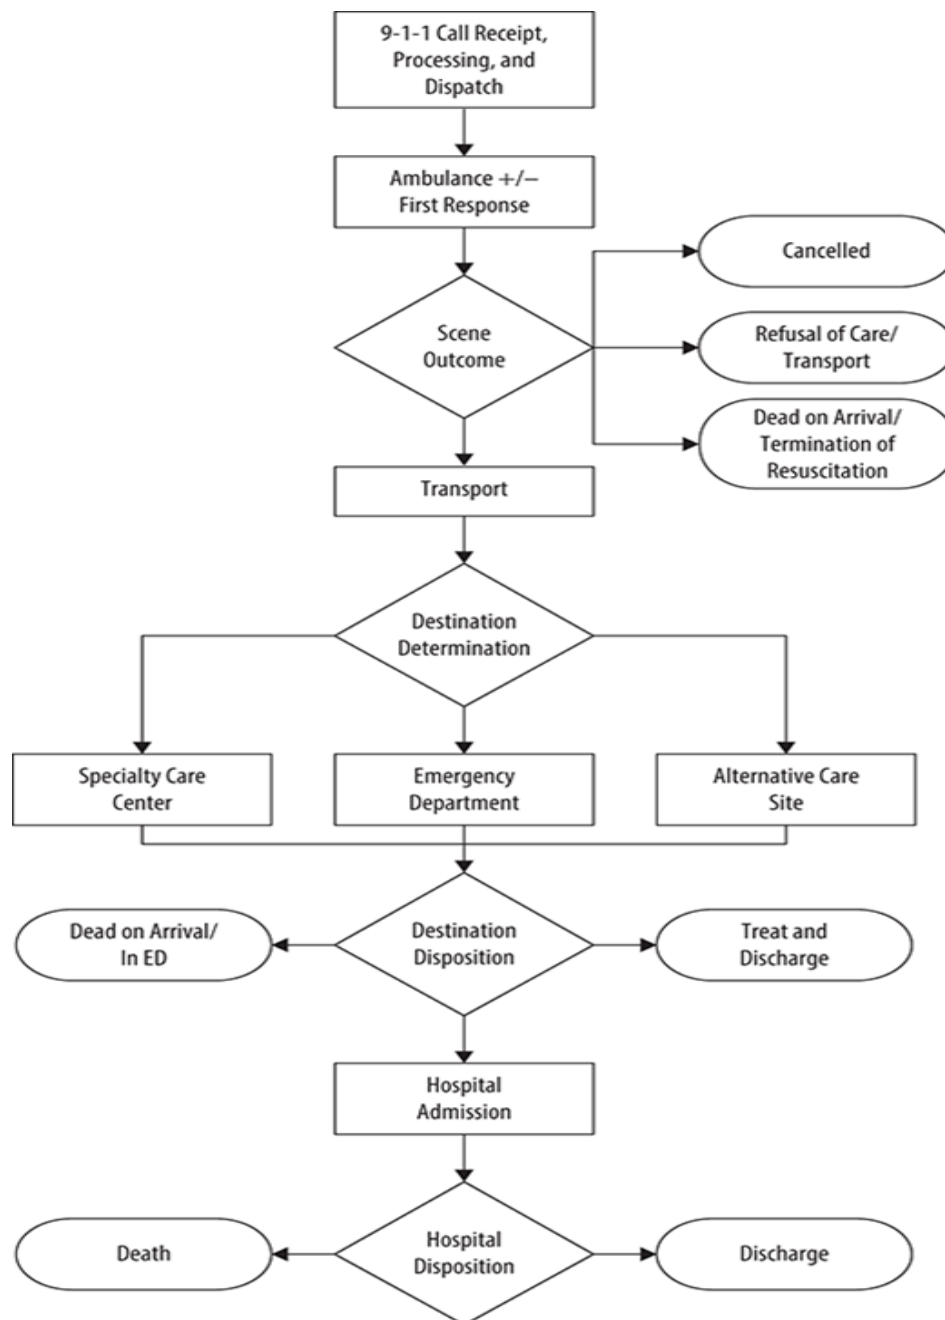 9-1-1 Call Receipt,
Processing, and
Dispatch
Ambulance +/−
First Response
Cancelled
Scene
Outcome
Refusal of Care/
Transport
Dead on Arrival/
Termination of
Resuscitation
Transport
Destination
Determination
Specialty Care
Center
Emergency
Department
Alternative Care
Site
Dead on Arrival/
In ED
Destination
Disposition
Treat and
Discharge
Hospital
Admission
Death
Hospital
Disposition
Discharge